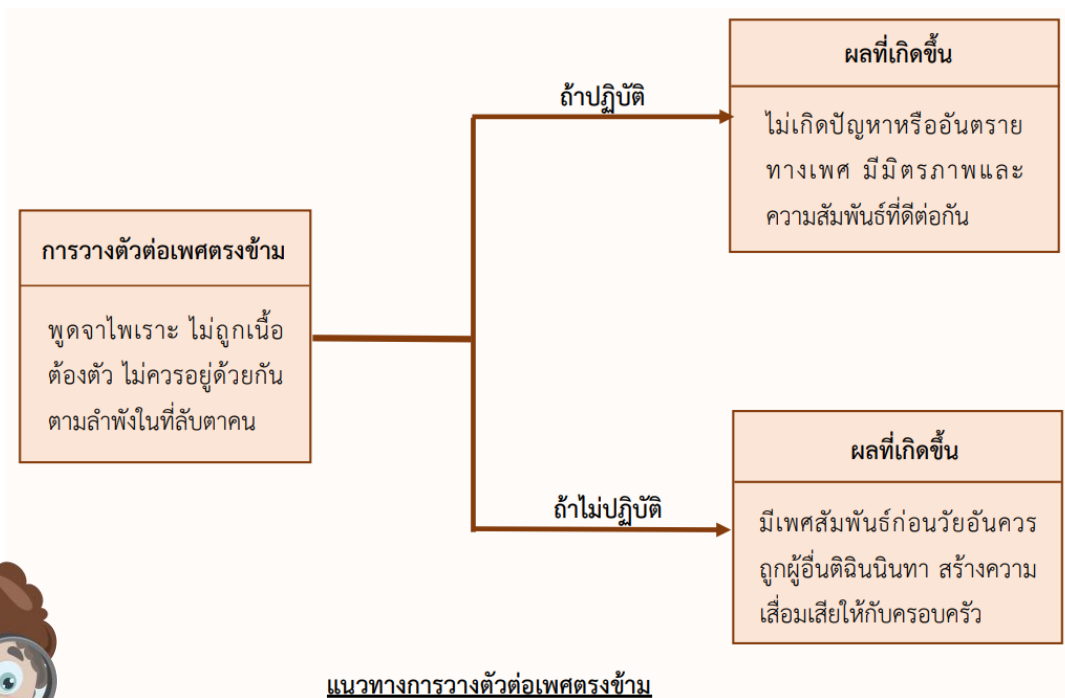 การวางตัวต่อเพศตรงข้าม
พูดจาไพเราะ ไม่ถูกเนื้อ
ต้องตัว ไม่ควรอยู่ด้วยกัน
ตามลำพังในที่ลับตาคน
ถ้าปฏิบัติ
ผลที่เกิดขึ้น
ไม่เกิดปัญหาหรืออันตราย
ทางเพศ มีมิตรภาพและ
ความสัมพันธ์ที่ดีต่อกัน
ถ้าไม่ปฏิบัติ
ผลที่เกิดขึ้น
มีเพศสัมพันธ์ก่อนวัยอันควร
ถูกผู้อื่นติฉินนินทา สร้างความ
เสื่อมเสียให้กับครอบครัว
แนวทางการวางตัวต่อเพศตรงข้าม